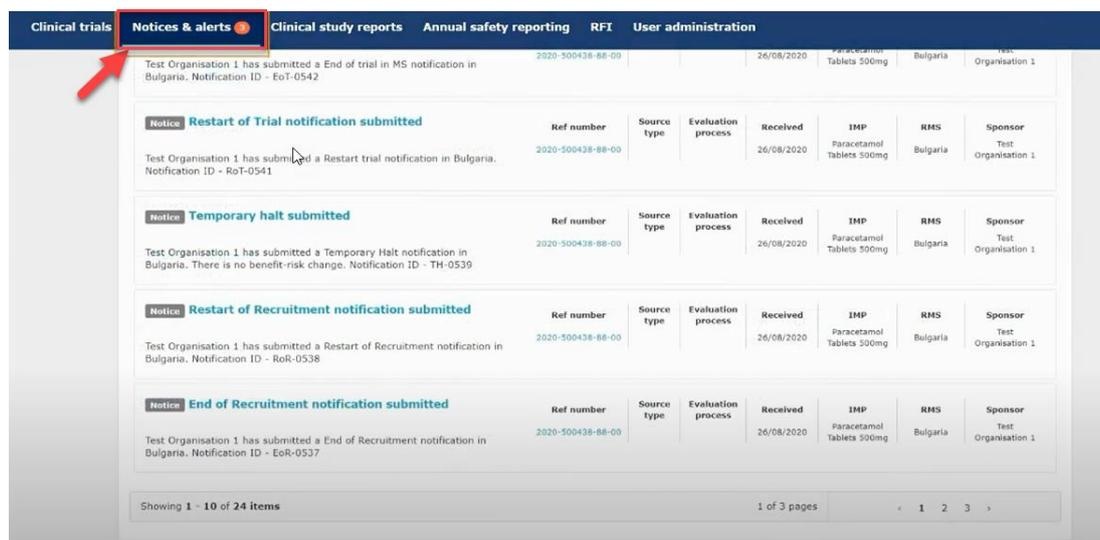 Clinical trials Notices & alerts 3 Clinical study reports Annual safety reporting RFI User administration
Test Organisation 1 has submitted a End of trial in MS notification in
Bulgaria. Notification ID - EoT-0542
2020-500438-88-00 26/08/2020 Paracetamol
Tablets 500mg Bulgaria Test
Organisation 1
Notice Restart of Trial notification submitted
Test Organisation 1 has submitted a Restart trial notification in Bulgaria.
Notification ID - RoT-0541
Ref number Source
type Evaluation
process Received IMP RMS Sponsor
2020-500438-88-00 26/08/2020 Paracetamol
Tablets 500mg Bulgaria Test
Organisation 1
Notice Temporary halt submitted
Test Organisation 1 has submitted a Temporary Halt notification in
Bulgaria. There is no benefit-risk change. Notification ID - TH-0539
Ref number Source
type Evaluation
process Received IMP RMS Sponsor
2020-500438-88-00 26/08/2020 Paracetamol
Tablets 500mg Bulgaria Test
Organisation 1
Notice Restart of Recruitment notification submitted
Test Organisation 1 has submitted a Restart of Recruitment notification in
Bulgaria. Notification ID - RoR-0538
Ref number Source
type Evaluation
process Received IMP RMS Sponsor
2020-500438-88-00 26/08/2020 Paracetamol
Tablets 500mg Bulgaria Test
Organisation 1
Notice End of Recruitment notification submitted
Test Organisation 1 has submitted a End of Recruitment notification in
Bulgaria. Notification ID - EoR-0537
Ref number Source
type Evaluation
process Received IMP RMS Sponsor
2020-500438-88-00 26/08/2020 Paracetamol
Tablets 500mg Bulgaria Test
Organisation 1
Showing 1 - 10 of 24 items 1 of 3 pages ‹ 1 2 3 ›